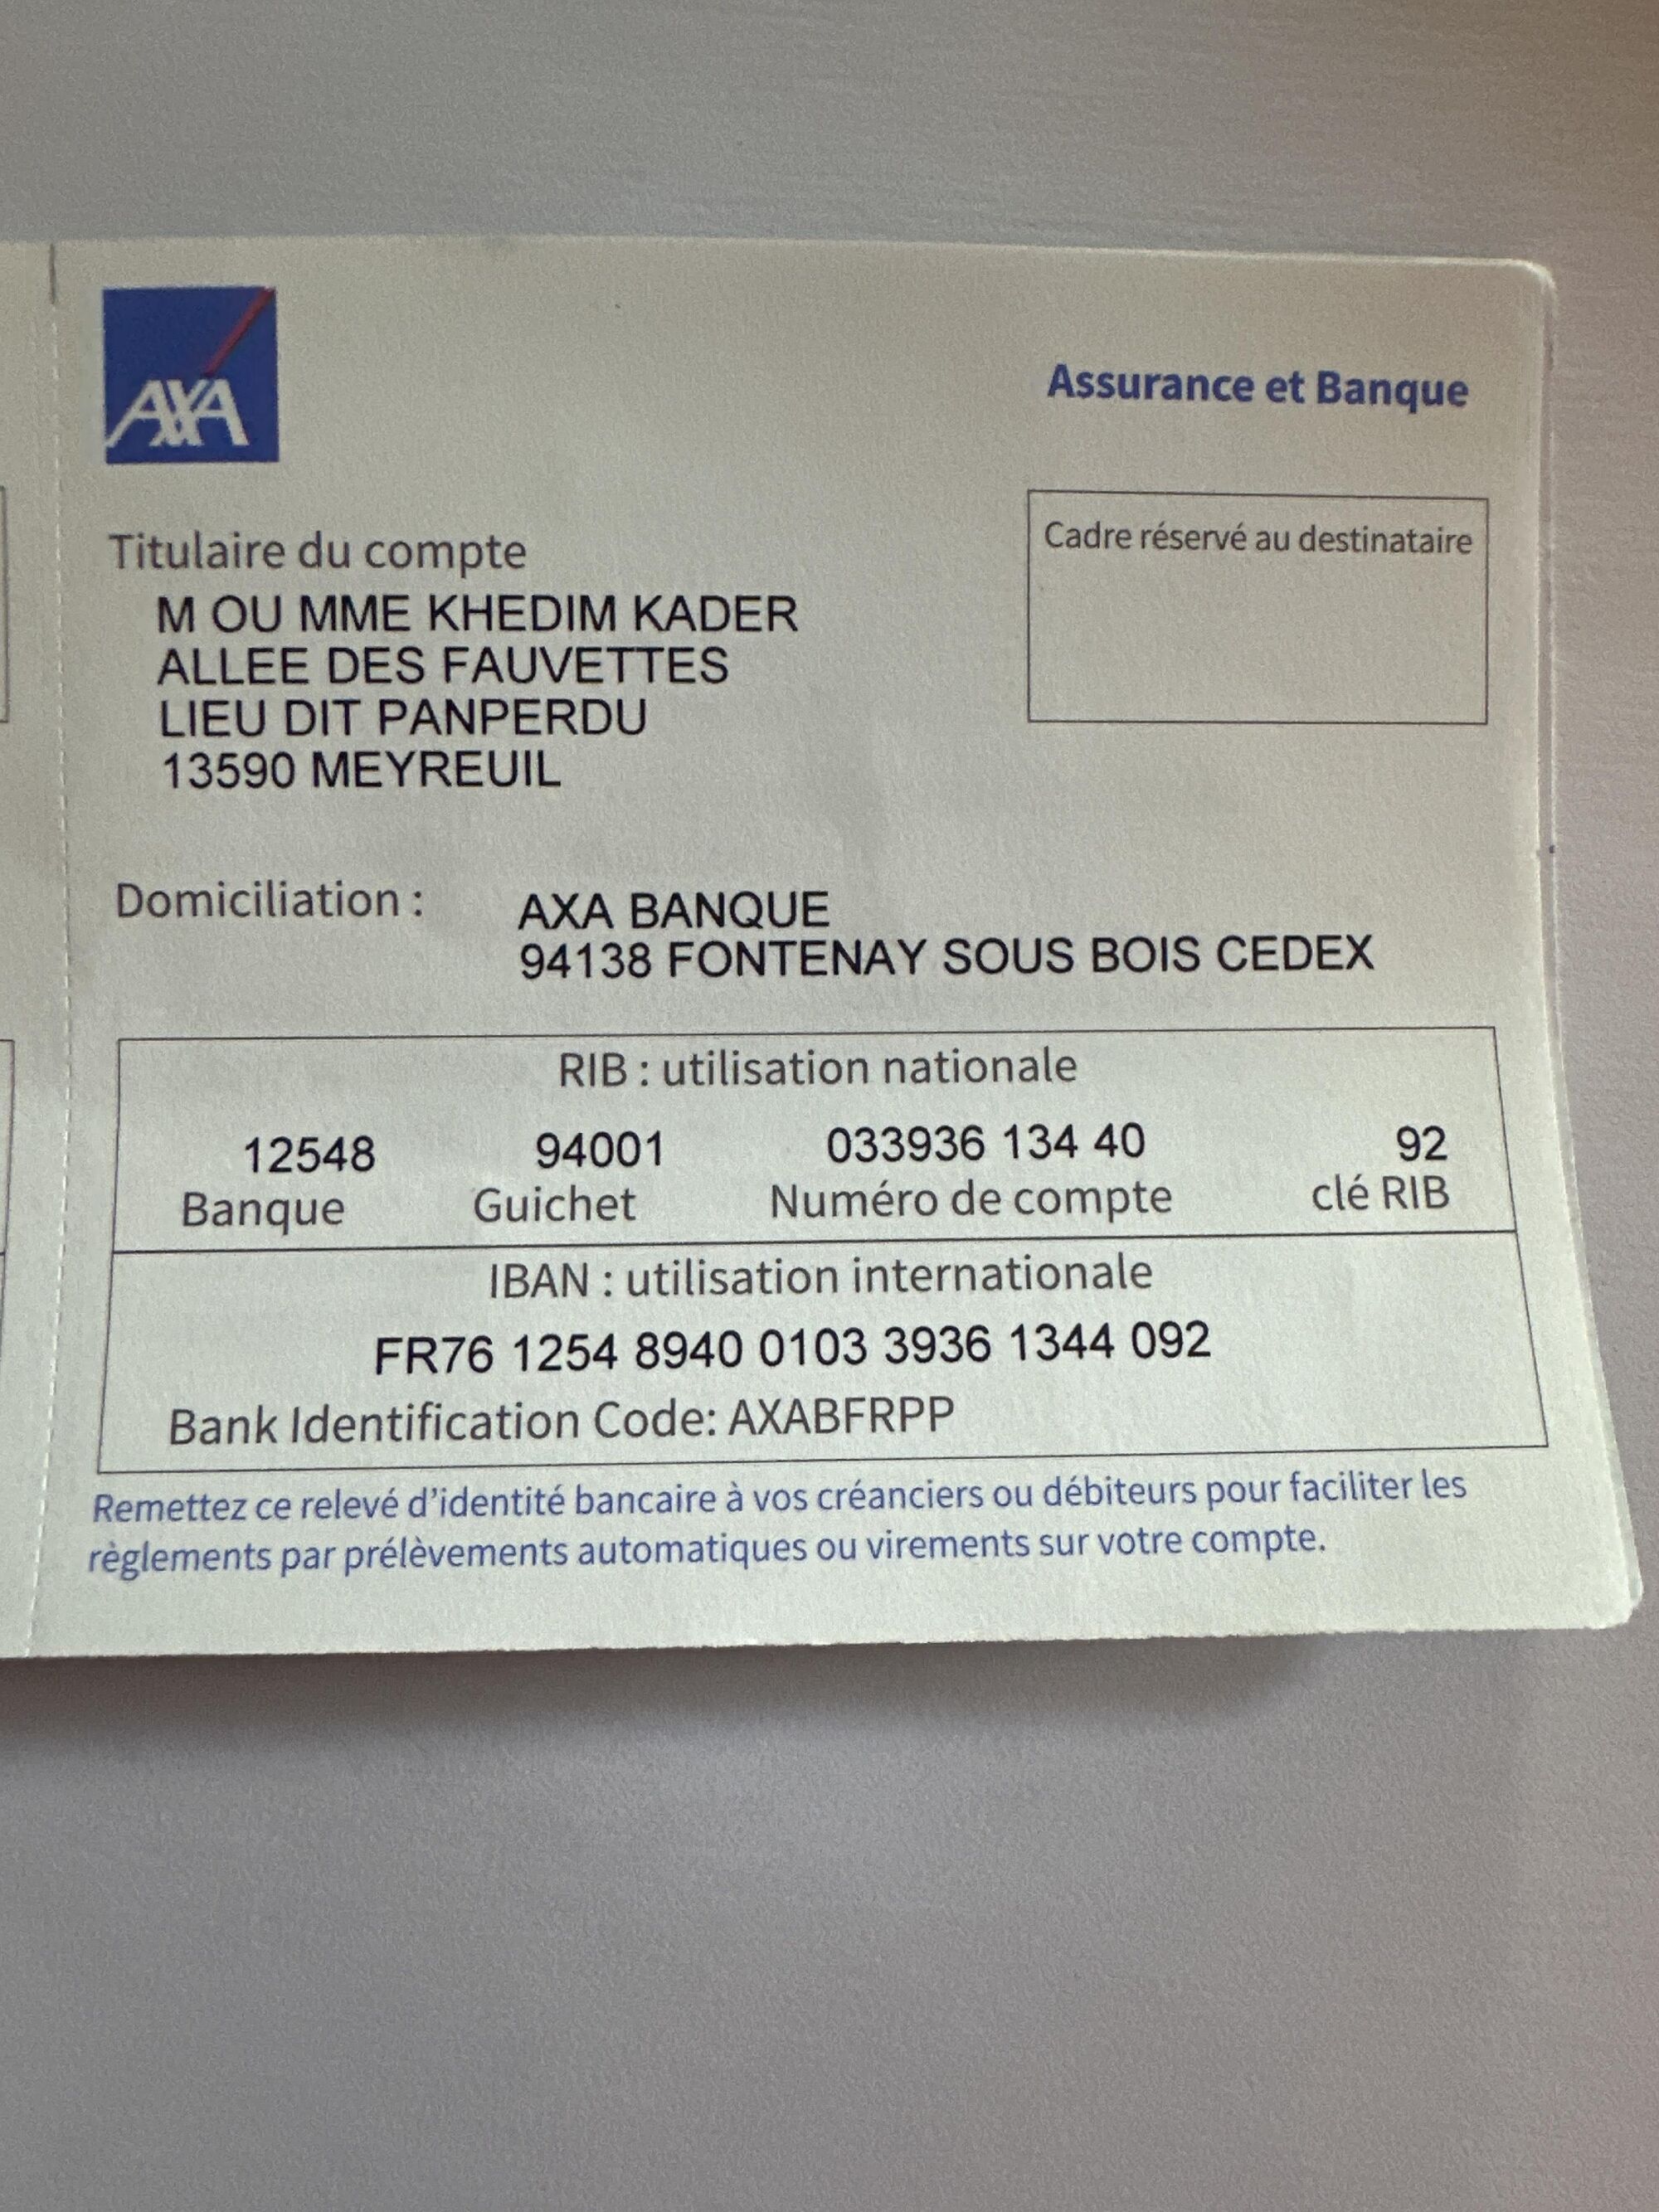 AXA
Assurance et Banque
Cadre réservé au destinataire
Titulaire du compte
M OU MME KHEDIM KADER
ALLEE DES FAUVETTES
LIEU DIT PANPERDU
13590 MEYREUIL
Domiciliation :
AXA BANQUE
94138 FONTENAY SOUS BOIS CEDEX
RIB : utilisation nationale
12548 94001 033936 134 40 92
Banque Guichet Numéro de compte clé RIB
IBAN : utilisation internationale
FR76 1254 8940 0103 3936 1344 092
Bank Identification Code: AXABFRPP
Remettez ce relevé d'identité bancaire à vos créanciers ou débiteurs pour faciliter les
règlements par prélèvements automatiques ou virements sur votre compte.